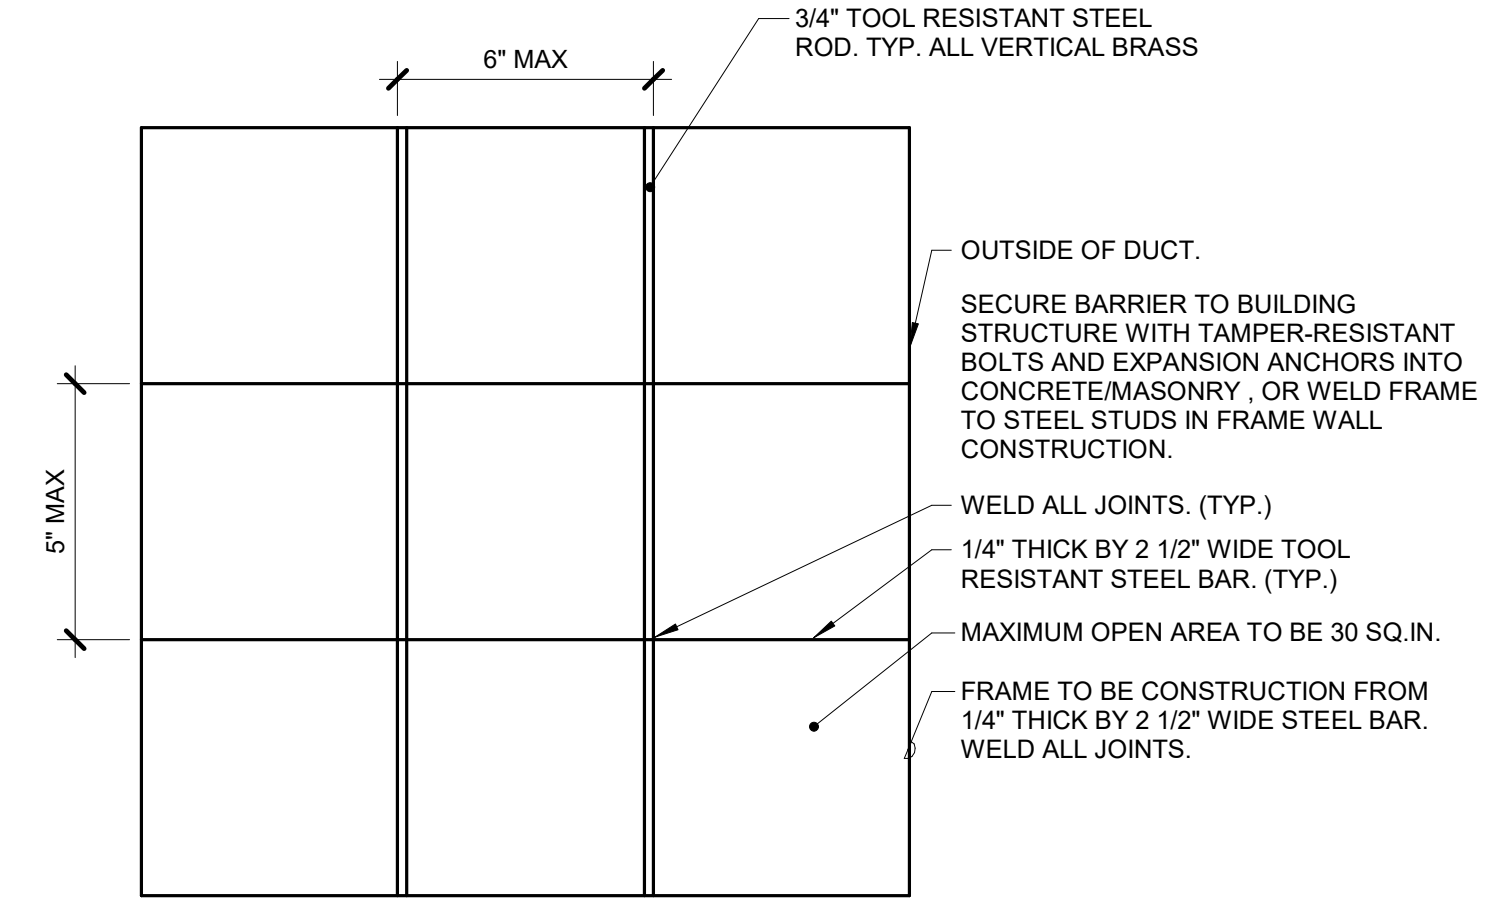 3/4" TOOL RESISTANT STEEL
ROD. TYP. ALL VERTICAL BRASS
6" MAX
OUTSIDE OF DUCT.
SECURE BARRIER TO BUILDING
STRUCTURE WITH TAMPER-RESISTANT
BOLTS AND EXPANSION ANCHORS INTO
CONCRETE/MASONRY , OR WELD FRAME
TO STEEL STUDS IN FRAME WALL
CONSTRUCTION.
5" MAX
WELD ALL JOINTS. (TYP.)
1/4" THICK BY 2 1/2" WIDE TOOL
RESISTANT STEEL BAR. (TYP.)
MAXIMUM OPEN AREA TO BE 30 SQ.IN.
FRAME TO BE CONSTRUCTION FROM
1/4" THICK BY 2 1/2" WIDE STEEL BAR.
WELD ALL JOINTS.